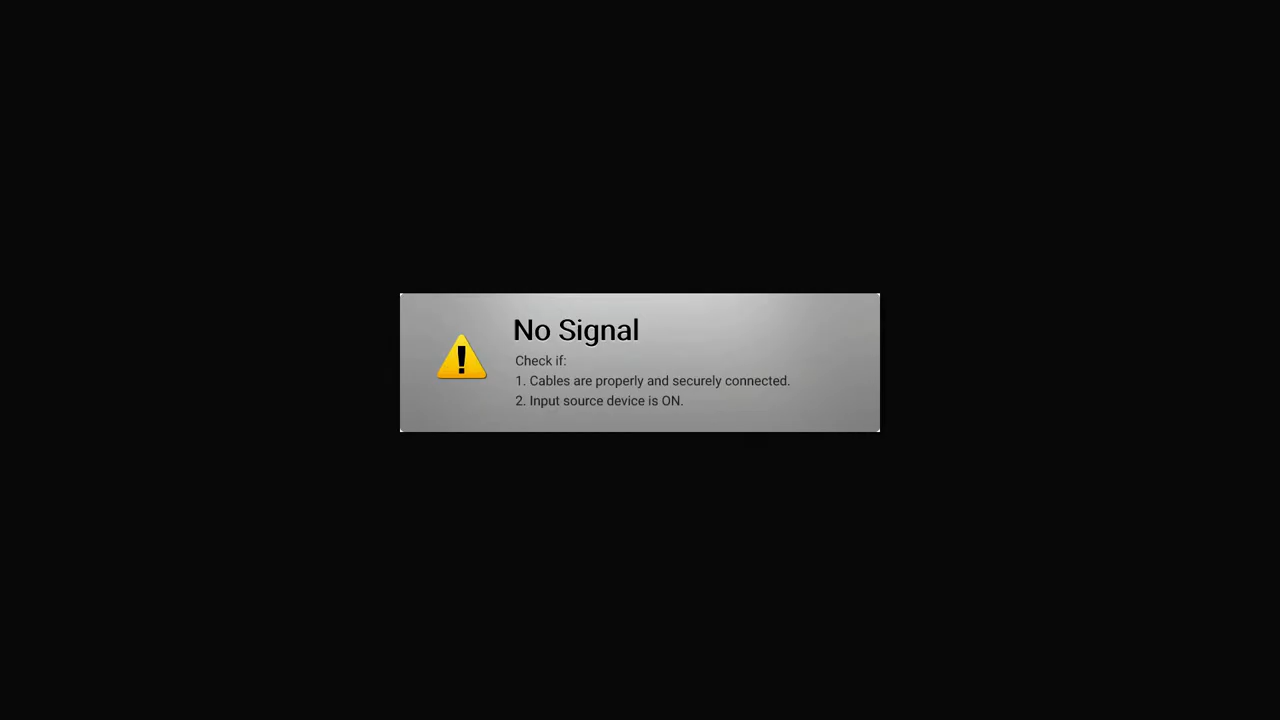 No Signal
Check if:
1. Cables are properly and securely connected.
2. Input source device is ON.